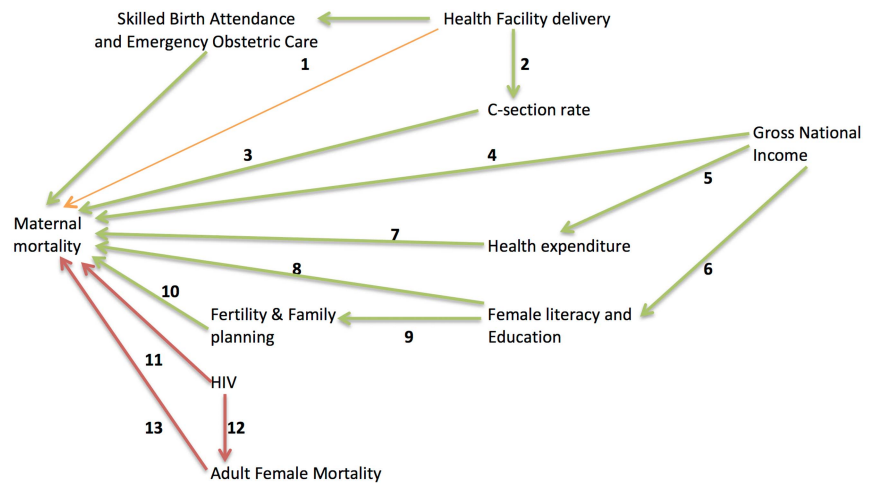 Skilled Birth Attendance
and Emergency Obstetric Care
Health Facility delivery
1
2
C-section rate
Gross National
Income
3
4
5
Maternal
mortality
7
Health expenditure
6
8
10
Fertility & Family
planning
9
Female literacy and
Education
11
HIV
13
12
Adult Female Mortality